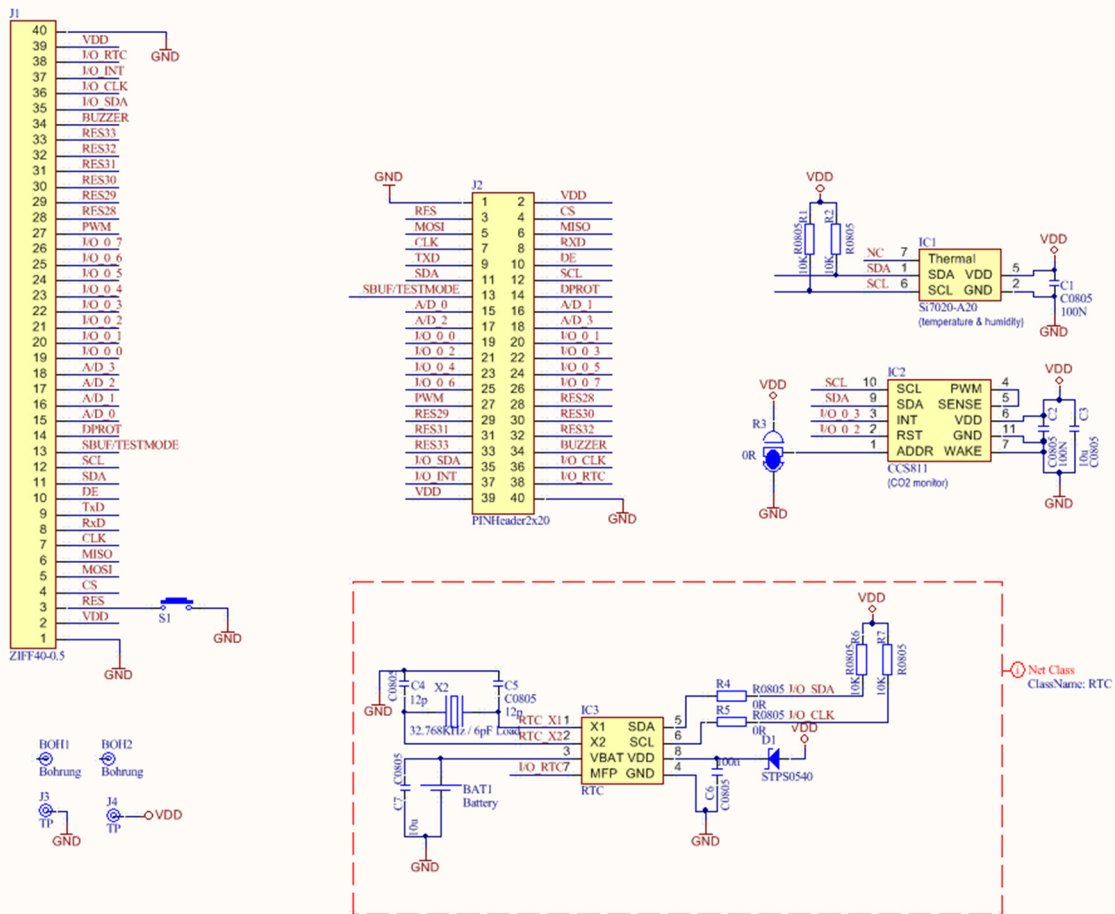 J1
40
GND
39 VDD
38 I/O_RTC
37 I/O_INT
36 I/O_CLK
35 I/O_SDA
34 BUZZER
33 RES33
32 RES32
31 RES31
30 RES30
29 RES29
28 RES28
27 PWM
26 I/O_0_7
25 I/O_0_6
24 I/O_0_5
23 I/O_0_4
22 I/O_0_3
21 I/O_0_2
20 I/O_0_1
19 I/O_0_0
18 A/D_3
17 A/D_2
16 A/D_1
15 A/D_0
14 DPROT
13 SBUF/TESTMODE
12 SCL
11 SDA
10 DE
9 TxD
8 RxD
7 CLK
6 MISO
5 MOSI
4 CS
3 RES
S1
GND
2 VDD
1
GND
ZIFF40-0.5
GND
J2
1 2 VDD
RES 3 4 CS
MOSI 5 6 MISO
CLK 7 8 RXD
TXD 9 10 DE
SDA 11 12 SCL
SBUF/TESTMODE 13 14 DPROT
A/D_0 15 16 A/D_1
A/D_2 17 18 A/D_3
I/O_0_0 19 20 I/O_0_1
I/O_0_2 21 22 I/O_0_3
I/O_0_4 23 24 I/O_0_5
I/O_0_6 25 26 I/O_0_7
PWM 27 28 RES28
RES29 29 30 RES30
RES31 31 32 RES32
RES33 33 34 BUZZER
I/O_SDA 35 36 I/O_CLK
I/O_INT 37 38 I/O_RTC
VDD 39 40
GND
PINHeader2x20
VDD
R1
R0805
10K
R2
R0805
10K
IC1
NC 7 Thermal
SDA 1 SDA VDD 5
SCL 6 SCL GND 2
Si7020-A20
(temperature & humidity)
VDD
C1
C0805
100N
GND
VDD
R3
0R
GND
IC2
SCL 10 SCL PWM 4
SDA 9 SDA SENSE 5
I/O_0_3 3 INT VDD 6
I/O_0_2 2 RST GND 11
1 ADDR WAKE 7
CCS811
(CO2 monitor)
VDD
C2
C0805
100N
C3
10u
C0805
GND
VDD
R6
R0805
10K
R7
R0805
10K
Net Class
ClassName: RTC
GND
C0805
C4
12p
X2
32.768KHz / 6pF Load
C5
C0805
12p
R4
R0805
0R
I/O_SDA
R5
R0805
0R
I/O_CLK
IC3
RTC_X1 1 X1 SDA 5
RTC_X2 2 X2 SCL 6
3 VBAT VDD 8
I/O_RTC 7 MFP GND 4
RTC
D1
VDD
STPS0540
100n
C6
C0805
GND
C0805
C7
10u
BAT1
Battery
GND
BOH1
Bohrung
BOH2
Bohrung
J3
TP
GND
J4
TP
VDD